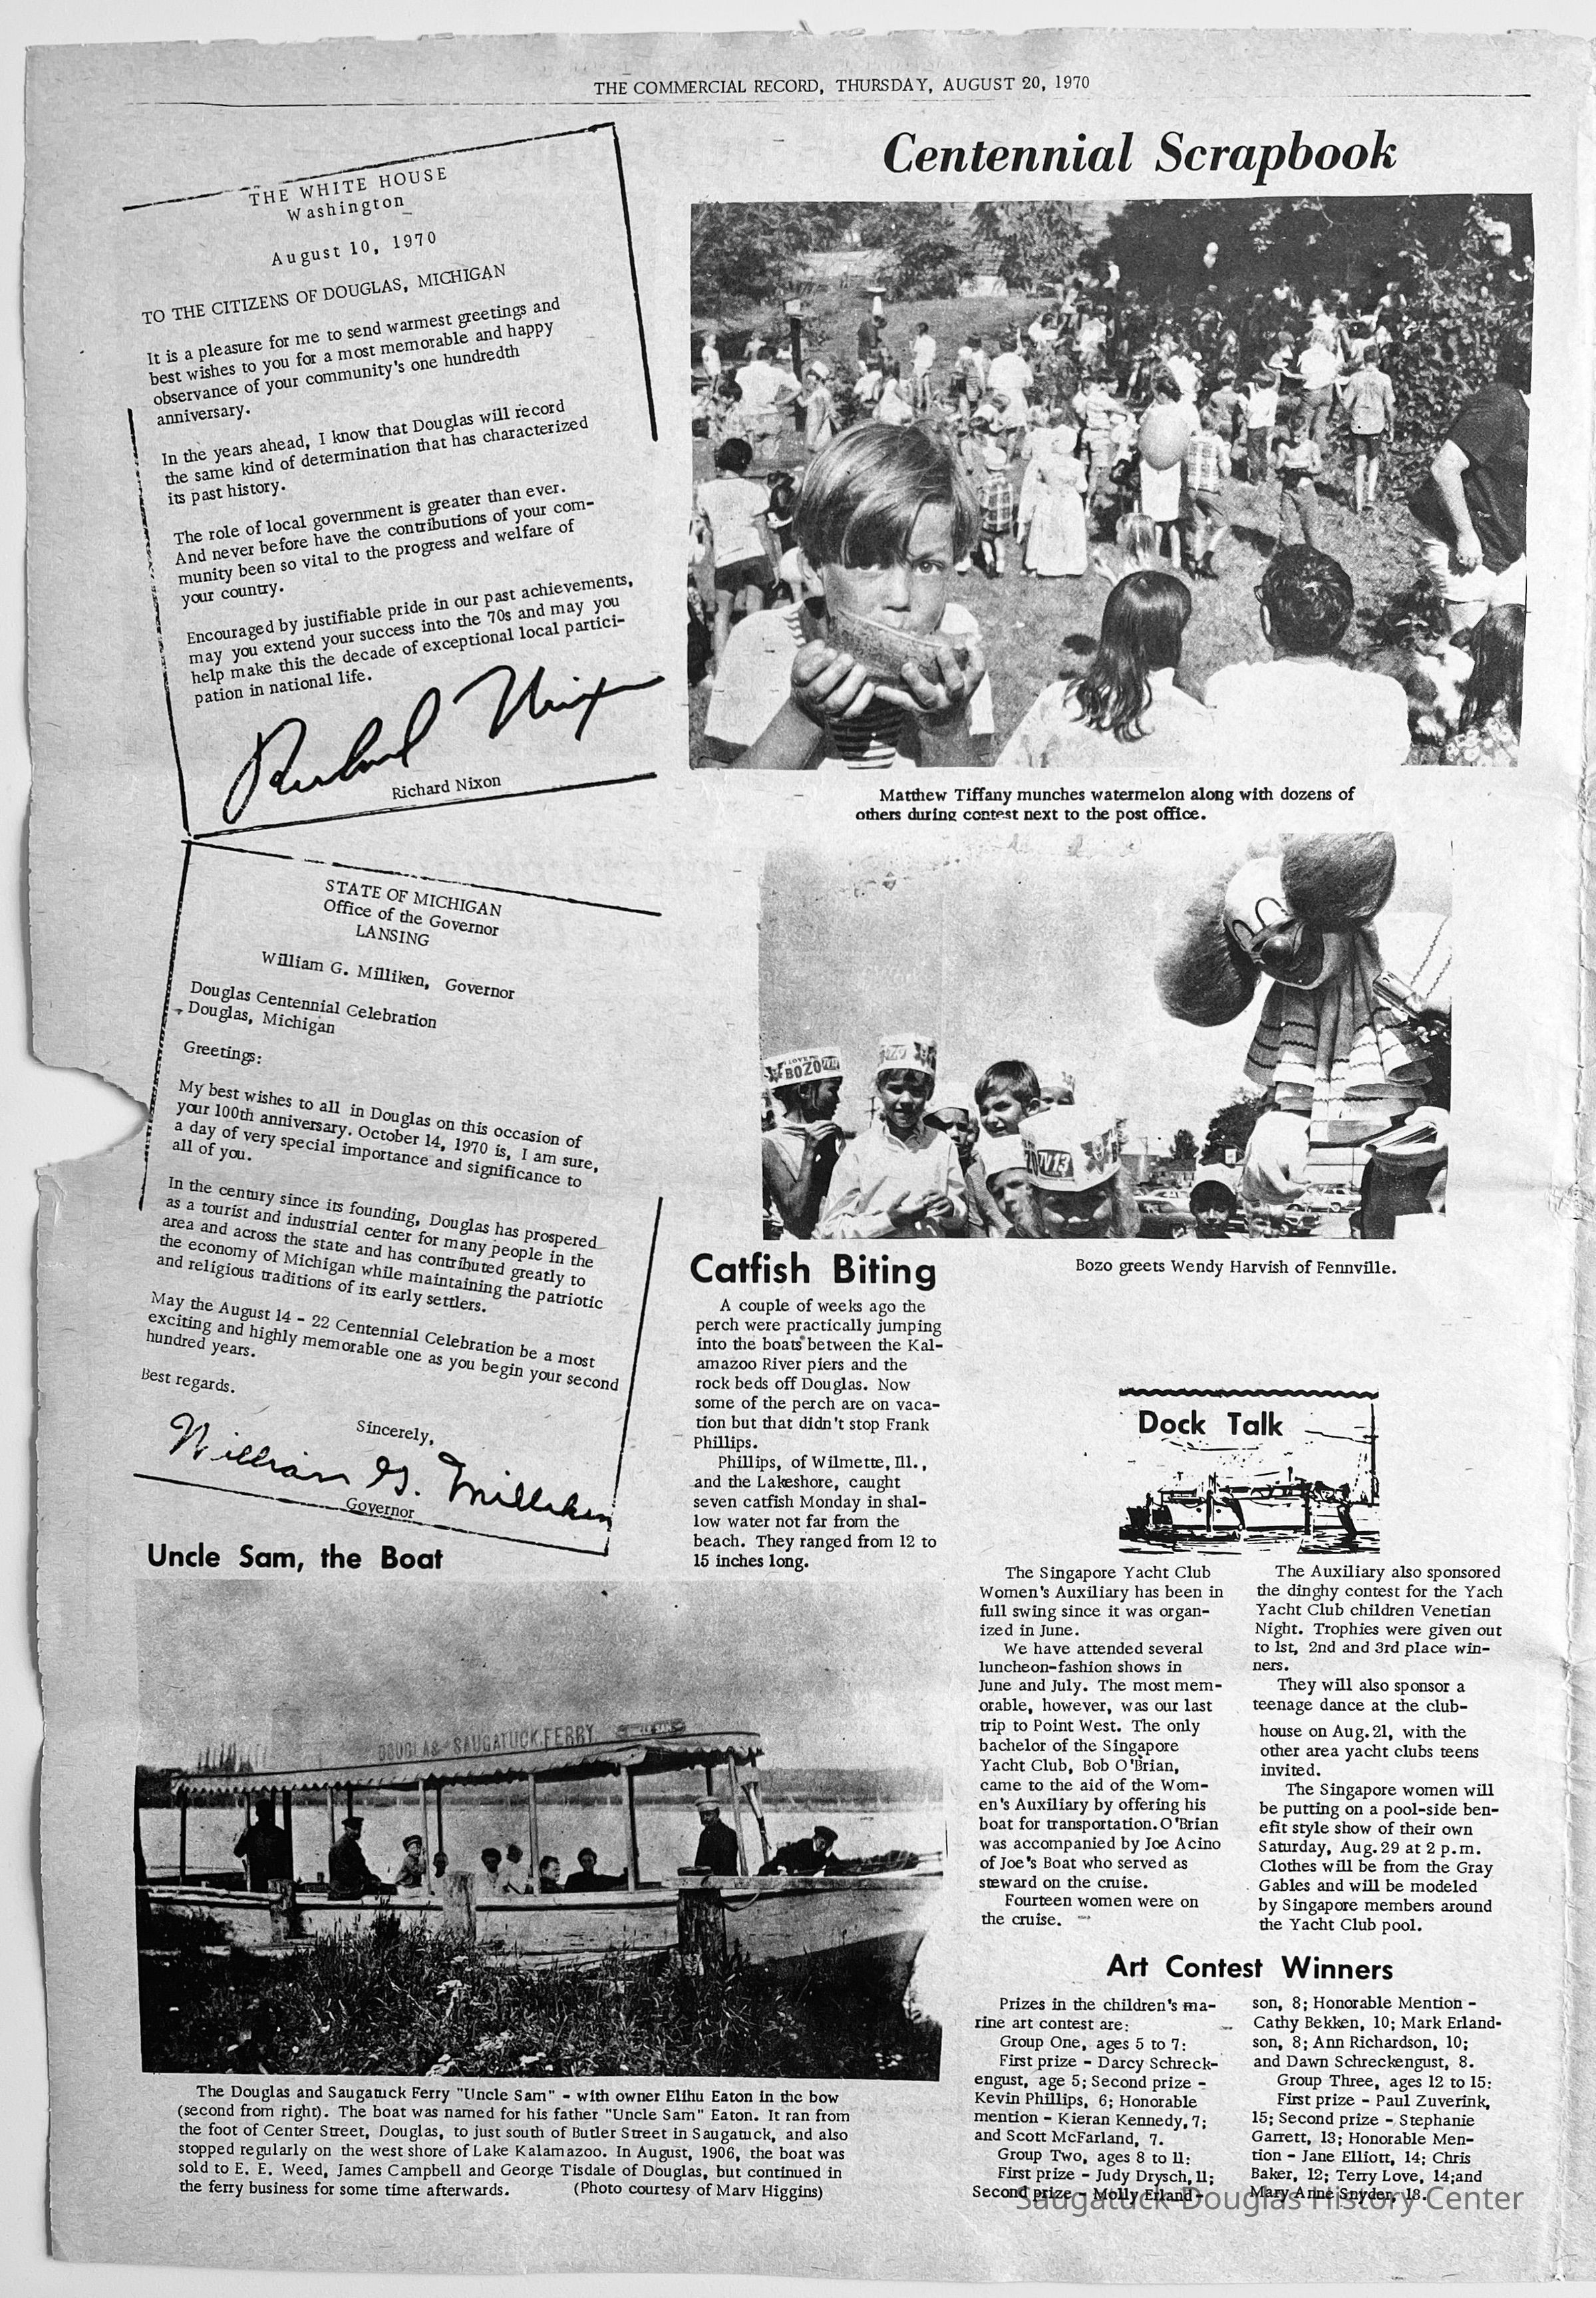 THE COMMERCIAL RECORD, THURSDAY, AUGUST 20, 1970
THE WHITE HOUSE
Washington
August 10, 1970
TO THE CITIZENS OF DOUGLAS, MICHIGAN
It is a pleasure for me to send warmest greetings and
best wishes to you for a most memorable and happy
observance of your community's one hundredth
anniversary.
In the years ahead, I know that Douglas will record
the same kind of determination that has characterized
its past history.
The role of local government is greater than ever.
And never before have the contributions of your com-
munity been so vital to the progress and welfare of
your country.
Encouraged by justifiable pride in our past achievements,
may you extend your success into the 70s and may you
help make this the decade of exceptional local partici-
pation in national life.
Richard Nixon
Richard Nixon
STATE OF MICHIGAN
Office of the Governor
LANSING
William G. Milliken, Governor
Douglas Centennial Celebration
Douglas, Michigan
Greetings:
My best wishes to all in Douglas on this occasion of
your 100th anniversary. October 14, 1970 is, I am sure,
a day of very special importance and significance to
all of you.
In the century since its founding, Douglas has prospered
as a tourist and industrial center for many people in the
area and across the state and has contributed greatly to
the economy of Michigan while maintaining the patriotic
and religious traditions of its early settlers.
May the August 14 - 22 Centennial Celebration be a most
exciting and highly memorable one as you begin your second
hundred years.
Best regards.
Sincerely,
William G. Milliken
Governor
Centennial Scrapbook
Matthew Tiffany munches watermelon along with dozens of
others during contest next to the post office.
I LOVE
BOZO TV13
BOZO
TV13
Bozo greets Wendy Harvish of Fennville.
Catfish Biting
A couple of weeks ago the
perch were practically jumping
into the boats between the Kal-
amazoo River piers and the
rock beds off Douglas. Now
some of the perch are on vaca-
tion but that didn't stop Frank
Phillips.
Phillips, of Wilmette, Ill.,
and the Lakeshore, caught
seven catfish Monday in shal-
low water not far from the
beach. They ranged from 12 to
15 inches long.
Uncle Sam, the Boat
DOUGLAS SAUGATUCK FERRY UNCLE SAM
The Douglas and Saugatuck Ferry "Uncle Sam" - with owner Elihu Eaton in the bow
(second from right). The boat was named for his father "Uncle Sam" Eaton. It ran from
the foot of Center Street, Douglas, to just south of Butler Street in Saugatuck, and also
stopped regularly on the west shore of Lake Kalamazoo. In August, 1906, the boat was
sold to E. E. Weed, James Campbell and George Tisdale of Douglas, but continued in
the ferry business for some time afterwards. (Photo courtesy of Marv Higgins)
Dock Talk
The Singapore Yacht Club
Women's Auxiliary has been in
full swing since it was organ-
ized in June.
We have attended several
luncheon-fashion shows in
June and July. The most mem-
orable, however, was our last
trip to Point West. The only
bachelor of the Singapore
Yacht Club, Bob O'Brian,
came to the aid of the Wom-
en's Auxiliary by offering his
boat for transportation. O'Brian
was accompanied by Joe Acino
of Joe's Boat who served as
steward on the cruise.
Fourteen women were on
the cruise.
The Auxiliary also sponsored
the dinghy contest for the Yach
Yacht Club children Venetian
Night. Trophies were given out
to 1st, 2nd and 3rd place win-
ners.
They will also sponsor a
teenage dance at the club-
house on Aug. 21, with the
other area yacht clubs teens
invited.
The Singapore women will
be putting on a pool-side ben-
efit style show of their own
Saturday, Aug. 29 at 2 p.m.
Clothes will be from the Gray
Gables and will be modeled
by Singapore members around
the Yacht Club pool.
Art Contest Winners
Prizes in the children's ma-
rine art contest are:
Group One, ages 5 to 7:
First prize - Darcy Schreck-
engust, age 5; Second prize -
Kevin Phillips, 6; Honorable
mention - Kieran Kennedy, 7;
and Scott McFarland, 7.
Group Two, ages 8 to 11:
First prize - Judy Drysch, 11;
Second prize - Molly Erland-
son, 8; Honorable Mention -
Cathy Bekken, 10; Mark Erland-
son, 8; Ann Richardson, 10;
and Dawn Schreckengust, 8.
Group Three, ages 12 to 15:
First prize - Paul Zuverink,
15; Second prize - Stephanie
Garrett, 13; Honorable Men-
tion - Jane Elliott, 14; Chris
Baker, 12; Terry Love, 14; and
Mary Anne Snyder, 13.
Saugatuck-Douglas History Center